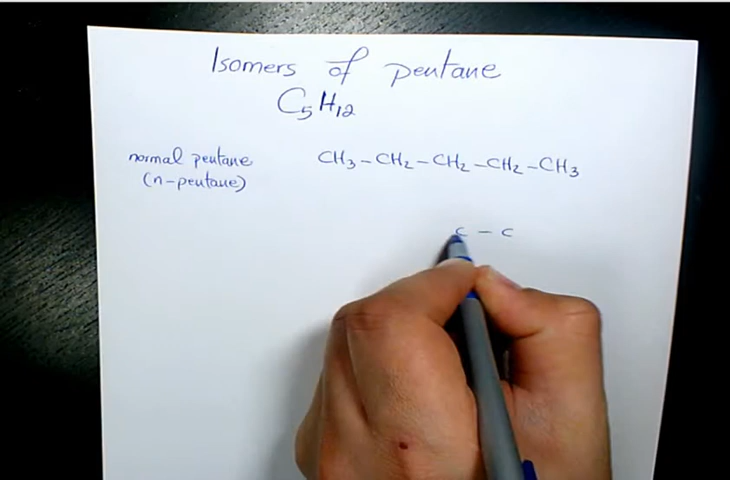 Isomers of pentane
C₅H₁₂
normal pentane
(n-pentane)
CH₃-CH₂-CH₂-CH₂-CH₃
C-C